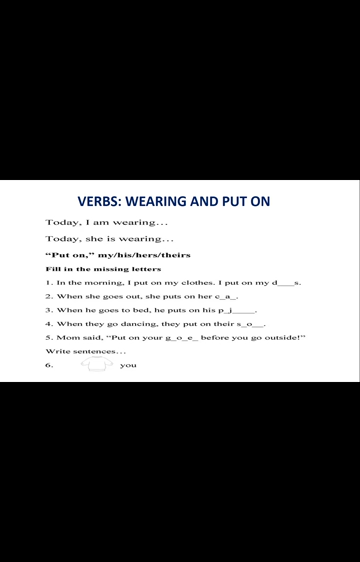 VERBS: WEARING AND PUT ON
Today, I am wearing…
Today, she is wearing…
“Put on,” my/his/hers/theirs
Fill in the missing letters
1. In the morning, I put on my clothes. I put on my d___s.
2. When she goes out, she puts on her c_a_.
3. When he goes to bed, he puts on his p_j____.
4. When they go dancing, they put on their s_o__.
5. Mom said, “Put on your g_o_e_ before you go outside!”
Write sentences…
6. you